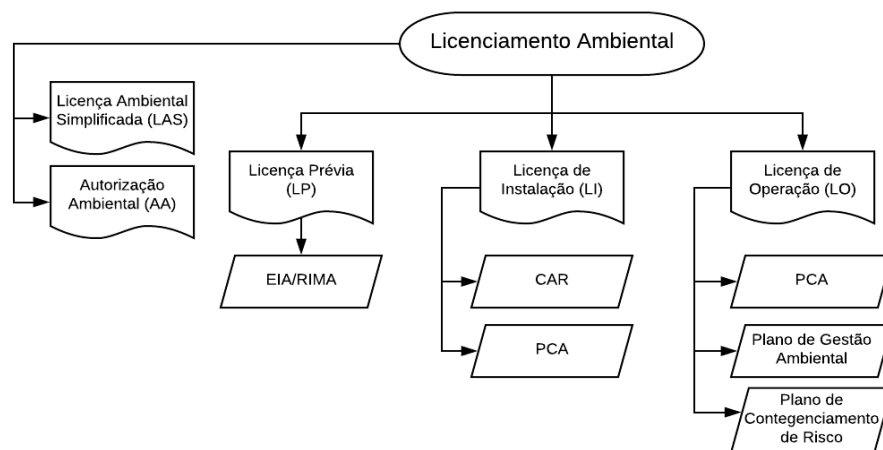 Licenciamento Ambiental
Licença Ambiental
Simplificada (LAS)
Autorização
Ambiental (AA)
Licença Prévia
(LP)
EIA/RIMA
Licença de
Instalação (LI)
CAR
PCA
Licença de
Operação (LO)
PCA
Plano de Gestão
Ambiental
Plano de
Contegenciamento
de Risco